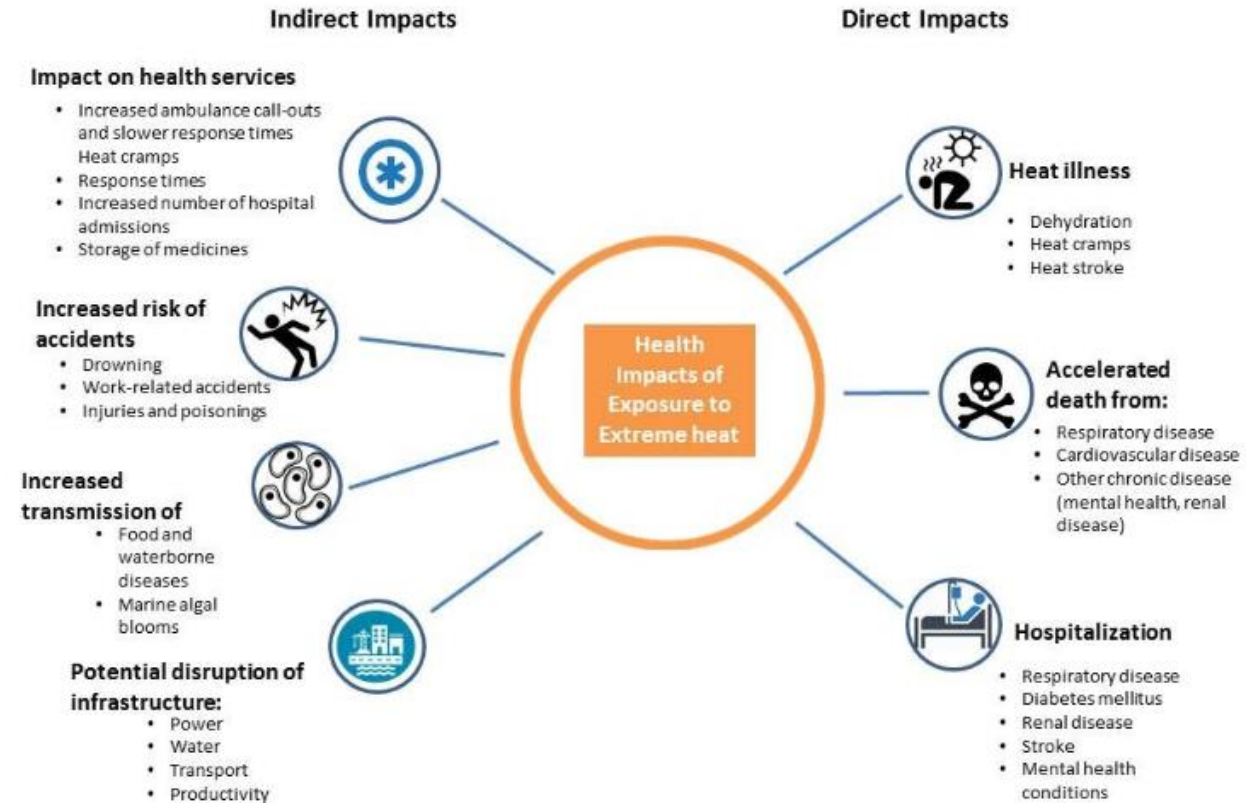 Indirect Impacts
Direct Impacts
Impact on health services
• Increased ambulance call-outs
and slower response times
Heat cramps
• Response times
• Increased number of hospital
admissions
• Storage of medicines
Increased risk of
accidents
• Drowning
• Work-related accidents
• Injuries and poisonings
Increased
transmission of
• Food and
waterborne
diseases
• Marine algal
blooms
Potential disruption of
infrastructure:
• Power
• Water
• Transport
• Productivity
Health
Impacts of
Exposure to
Extreme heat
Heat illness
• Dehydration
• Heat cramps
• Heat stroke
Accelerated
death from:
• Respiratory disease
• Cardiovascular disease
• Other chronic disease
(mental health, renal
disease)
Hospitalization
• Respiratory disease
• Diabetes mellitus
• Renal disease
• Stroke
• Mental health
conditions